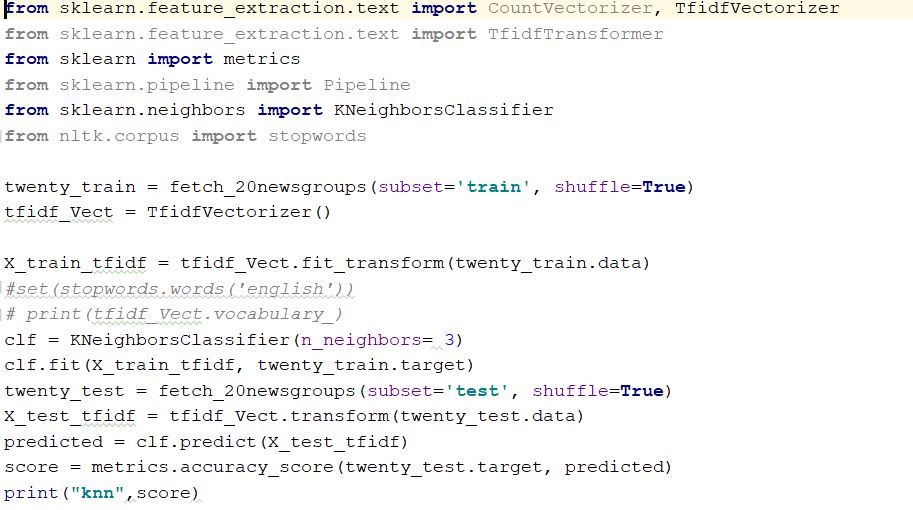 from sklearn.feature_extraction.text import CountVectorizer, TfidfVectorizer
from sklearn.feature_extraction.text import TfidfTransformer
from sklearn import metrics
from sklearn.pipeline import Pipeline
from sklearn.neighbors import KNeighborsClassifier
from nltk.corpus import stopwords

twenty_train = fetch_20newsgroups(subset='train', shuffle=True)
tfidf_Vect = TfidfVectorizer()

X_train_tfidf = tfidf_Vect.fit_transform(twenty_train.data)
#set(stopwords.words('english'))
# print(tfidf_Vect.vocabulary_)
clf = KNeighborsClassifier(n_neighbors= 3)
clf.fit(X_train_tfidf, twenty_train.target)
twenty_test = fetch_20newsgroups(subset='test', shuffle=True)
X_test_tfidf = tfidf_Vect.transform(twenty_test.data)
predicted = clf.predict(X_test_tfidf)
score = metrics.accuracy_score(twenty_test.target, predicted)
print("knn",score)